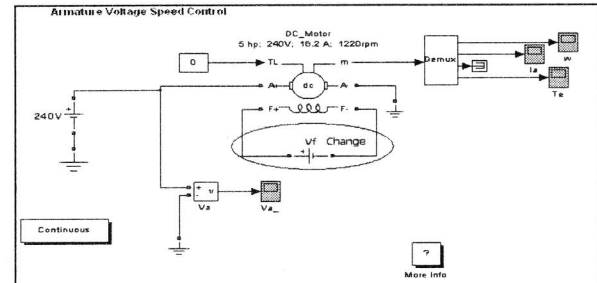 Armature Voltage Speed Control
DC_Motor
5 hp; 240V; 16.2 A; 1220rpm
0
TL
m
Demux
w
Ia
Te
A+
dc
A-
F+
F-
240V
Vf Change
+
-
v
Va
Va_
Continuous
?
More Info